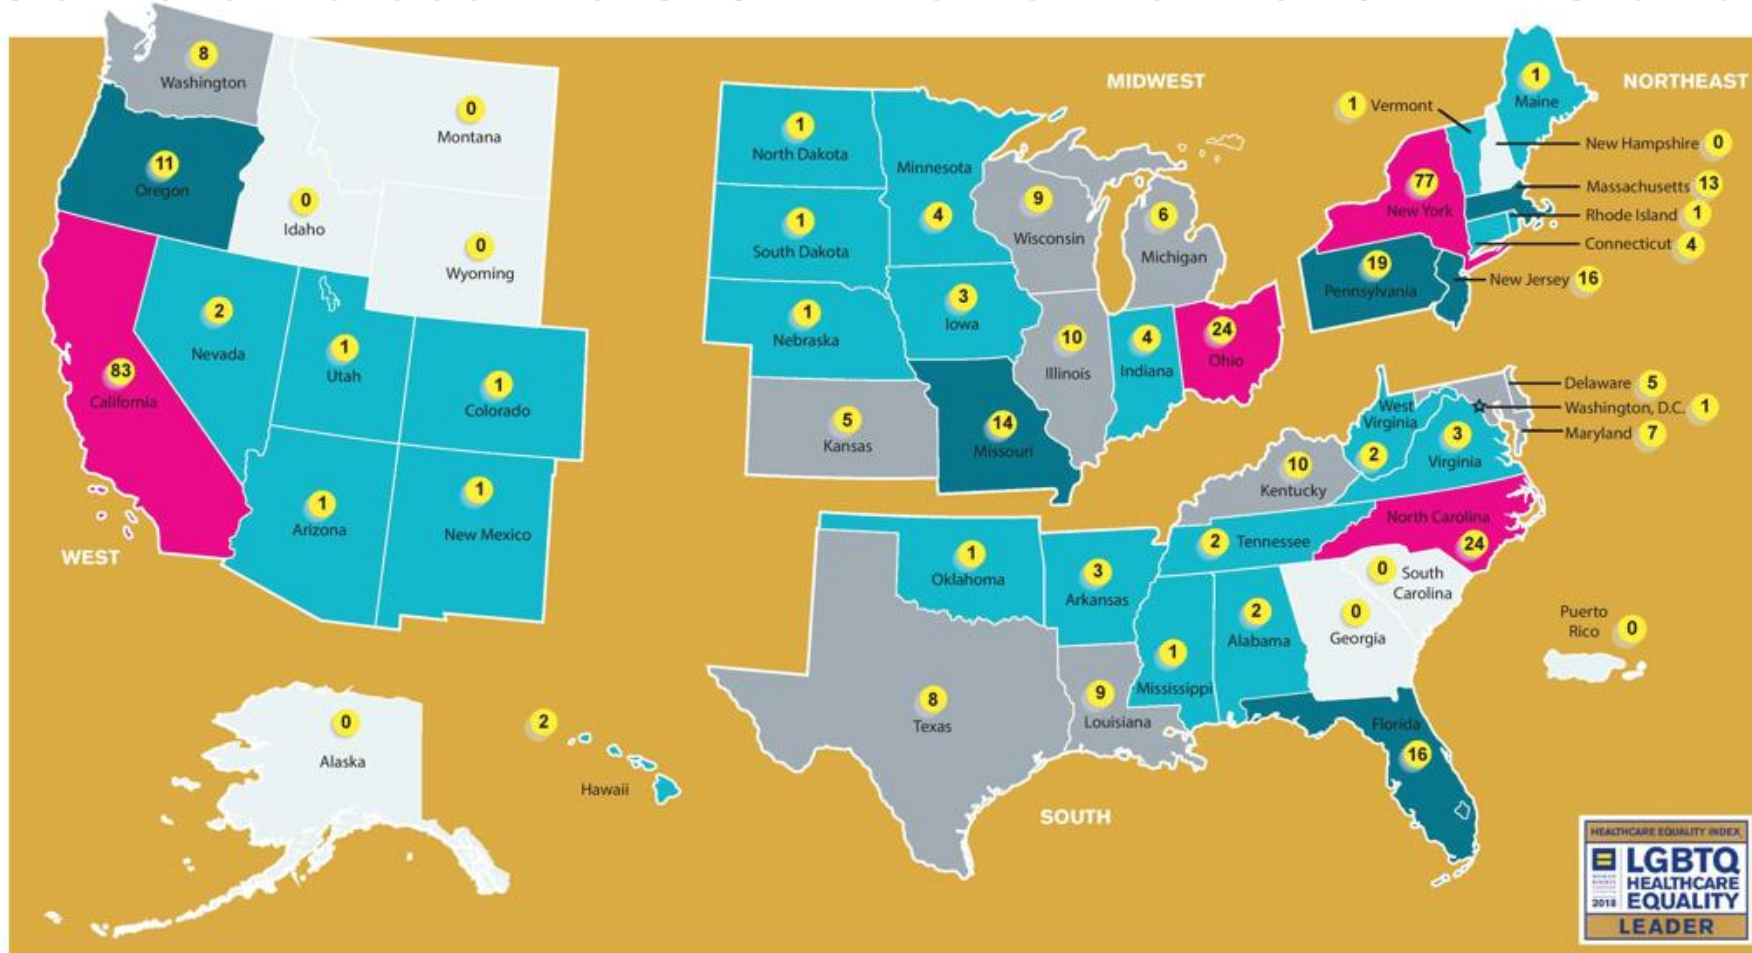 8
Washington
0
Montana
11
Oregon
0
Idaho
0
Wyoming
2
Nevada
1
Utah
1
Colorado
83
California
1
Arizona
1
New Mexico
WEST
0
Alaska
2
Hawaii
MIDWEST
1
North Dakota
Minnesota
4
1
South Dakota
9
Wisconsin
6
Michigan
1
Nebraska
3
Iowa
10
Illinois
4
Indiana
24
Ohio
5
Kansas
14
Missouri
NORTHEAST
1 Vermont
1
Maine
New Hampshire 0
77
New York
Massachusetts 13
Rhode Island 1
Connecticut 4
19
Pennsylvania
New Jersey 16
Delaware 5
Washington, D.C. 1
Maryland 7
West
Virginia
2
3
Virginia
10
Kentucky
North Carolina
24
2 Tennessee
1
Oklahoma
3
Arkansas
0 South
Carolina
0
Georgia
2
Alabama
1
Mississippi
8
Texas
9
Louisiana
Florida
16
SOUTH
Puerto
Rico 0
HEALTHCARE EQUALITY INDEX
LGBTQ
HEALTHCARE
2018 EQUALITY
LEADER